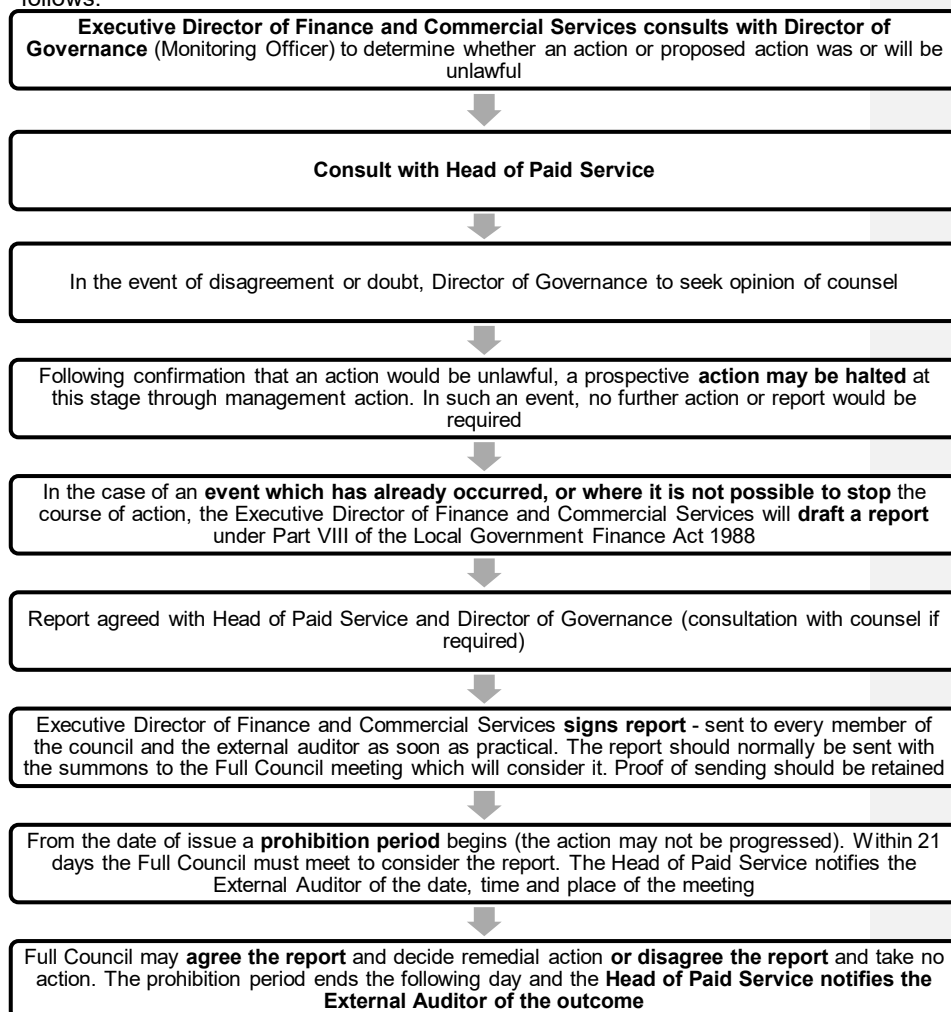 follows:
Executive Director of Finance and Commercial Services consults with Director of
Governance (Monitoring Officer) to determine whether an action or proposed action was or will be
unlawful
Consult with Head of Paid Service
In the event of disagreement or doubt, Director of Governance to seek opinion of counsel
Following confirmation that an action would be unlawful, a prospective action may be halted at
this stage through management action. In such an event, no further action or report would be
required
In the case of an event which has already occurred, or where it is not possible to stop the
course of action, the Executive Director of Finance and Commercial Services will draft a report
under Part VIII of the Local Government Finance Act 1988
Report agreed with Head of Paid Service and Director of Governance (consultation with counsel if
required)
Executive Director of Finance and Commercial Services signs report - sent to every member of
the council and the external auditor as soon as practical. The report should normally be sent with
the summons to the Full Council meeting which will consider it. Proof of sending should be retained
From the date of issue a prohibition period begins (the action may not be progressed). Within 21
days the Full Council must meet to consider the report. The Head of Paid Service notifies the
External Auditor of the date, time and place of the meeting
Full Council may agree the report and decide remedial action or disagree the report and take no
action. The prohibition period ends the following day and the Head of Paid Service notifies the
External Auditor of the outcome